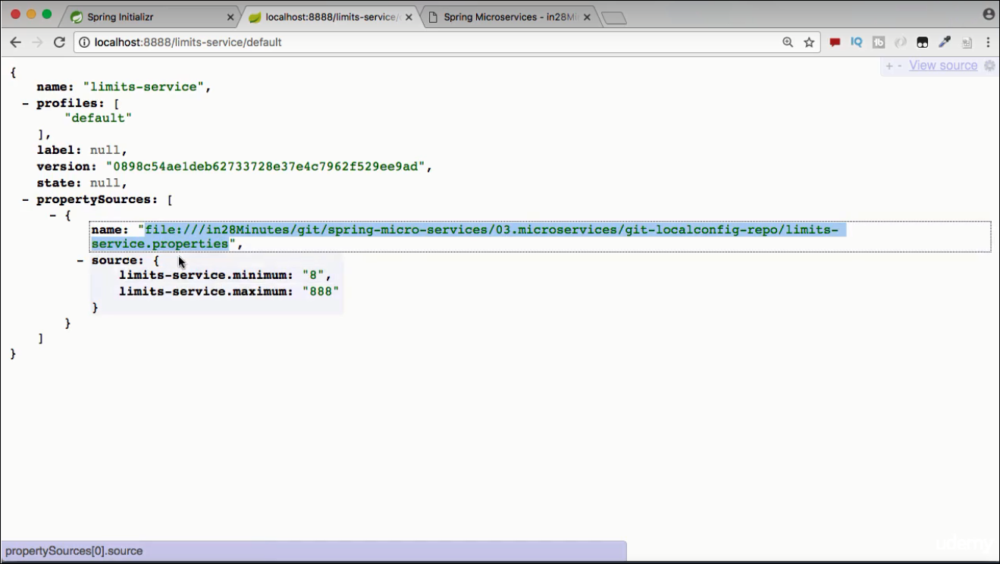 Spring Initializr
localhost:8888/limits-service/
Spring Microservices - in28Mi
localhost:8888/limits-service/default
IQ
+ - View source
{
name: "limits-service",
- profiles: [
"default"
],
label: null,
version: "0898c54ae1deb62733728e37e4c7962f529ee9ad",
state: null,
- propertySources: [
- {
name: "file:///in28Minutes/git/spring-micro-services/03.microservices/git-localconfig-repo/limits-
service.properties",
- source: {
limits-service.minimum: "8",
limits-service.maximum: "888"
}
}
]
}
propertySources[0].source
udemy